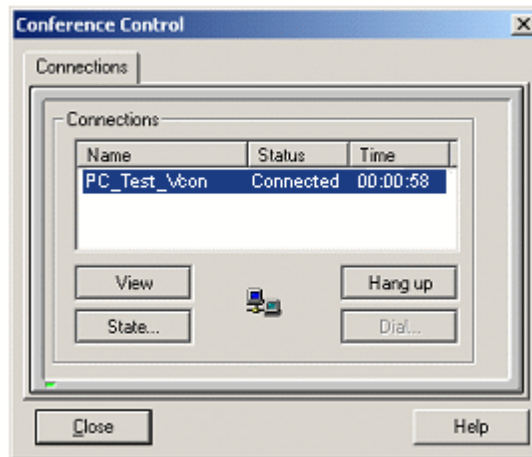 Conference Control
Connections
Connections
Name Status Time
PC_Test_Vcon Connected 00:00:58
View Hang up
State... Dial...
Close Help